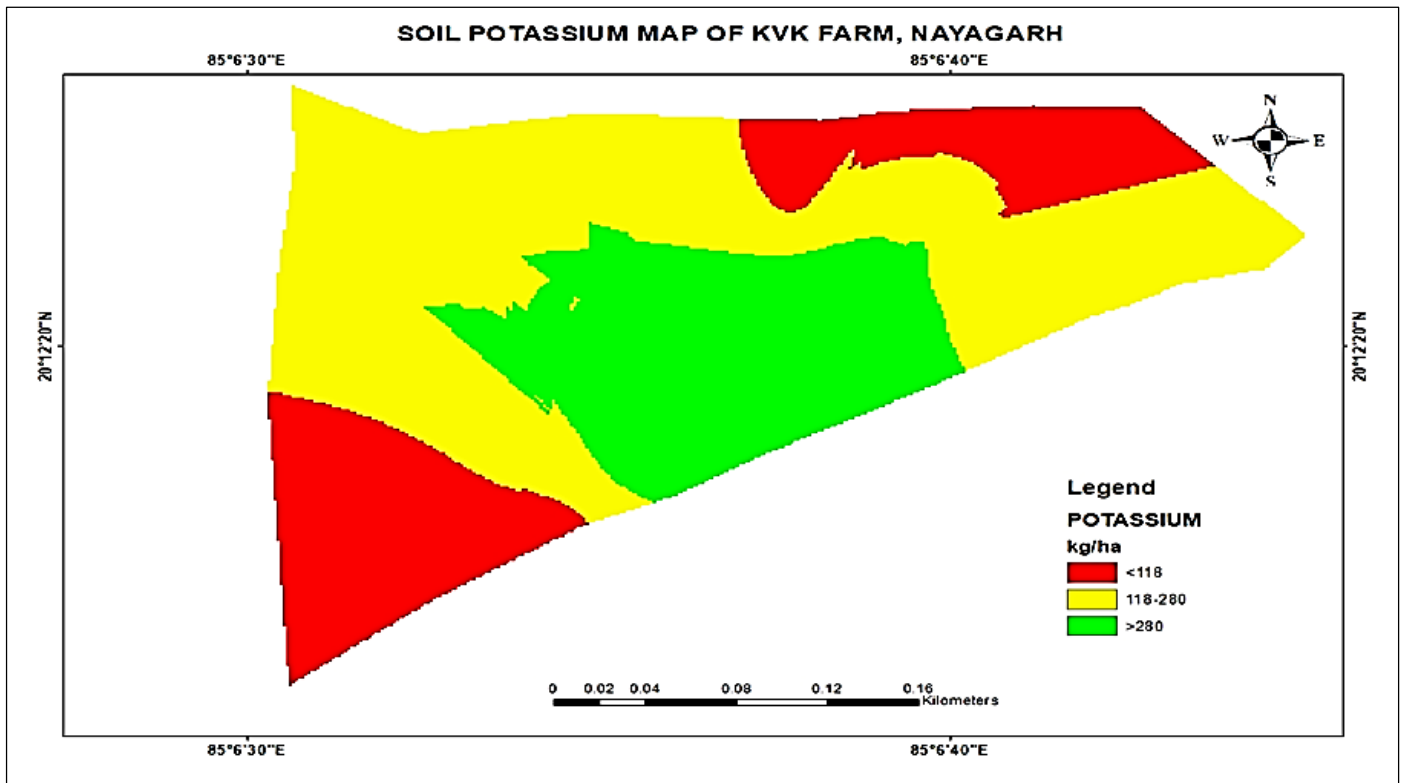 SOIL POTASSIUM MAP OF KVK FARM, NAYAGARH
85°6'30"E 85°6'40"E
N
W E
S
20°12'20"N 20°12'20"N
Legend
POTASSIUM
kg/ha
<118
118-280
>280
0 0.02 0.04 0.08 0.12 0.16
Kilometers
85°6'30"E 85°6'40"E